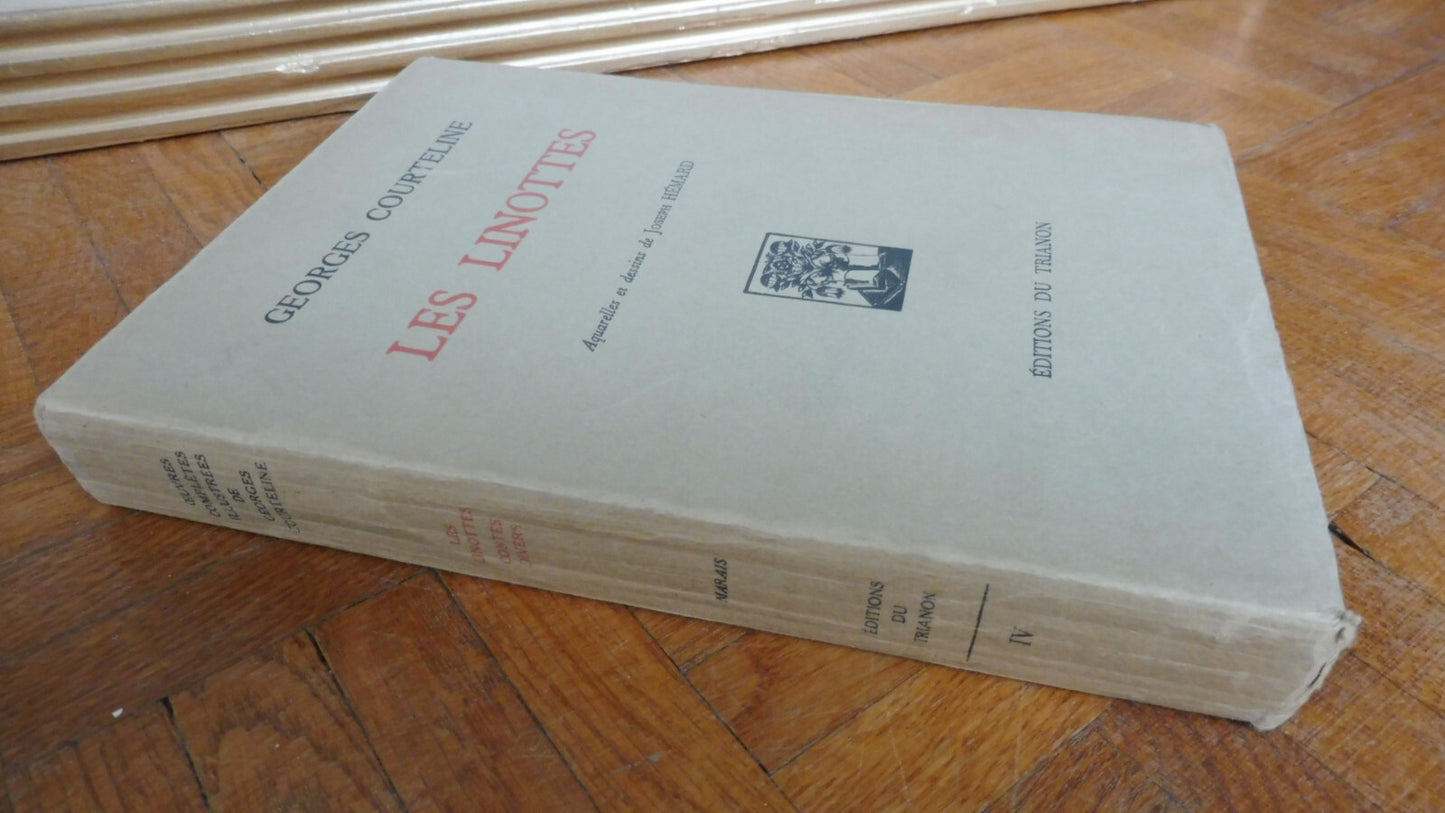 GEORGES COURTELINE
LES LINOTTES
Aquarelles et dessins de JOSEPH HÉMARD
ÉDITIONS DU TRIANON
ŒUVRES
COMPLÈTES
ILLUSTRÉES
DE
GEORGES
COURTELINE
LES
LINOTTES
CONTES
DIVERS
MARAIS
ÉDITIONS
DU
TRIANON
IV